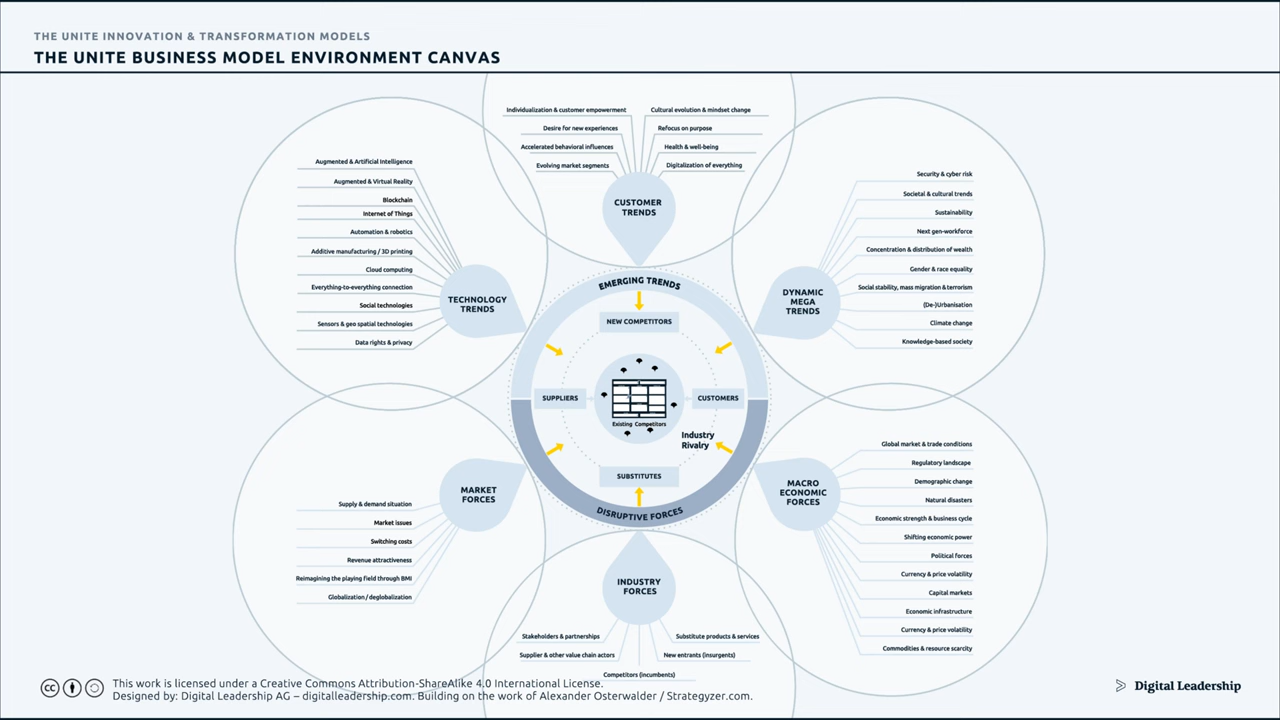 THE UNITE INNOVATION & TRANSFORMATION MODELS
THE UNITE BUSINESS MODEL ENVIRONMENT CANVAS
Individualization & customer empowerment
Desire for new experiences
Accelerated behavioral influences
Evolving market segments
Cultural evolution & mindset change
Refocus on purpose
Health & well-being
Digitalization of everything
CUSTOMER
TRENDS
Augmented & Artificial Intelligence
Augmented & Virtual Reality
Blockchain
Internet of Things
Automation & robotics
Additive manufacturing / 3D printing
Cloud computing
Everything-to-everything connection
Social technologies
Sensors & geo spatial technologies
Data rights & privacy
TECHNOLOGY
TRENDS
Security & cyber risk
Societal & cultural trends
Sustainability
Next gen-workforce
Concentration & distribution of wealth
Gender & race equality
Social stability, mass migration & terrorism
(De-)Urbanisation
Climate change
Knowledge-based society
DYNAMIC
MEGA
TRENDS
EMERGING TRENDS
NEW COMPETITORS
SUPPLIERS
CUSTOMERS
Existing Competitors
Industry
Rivalry
SUBSTITUTES
DISRUPTIVE FORCES
MARKET
FORCES
Supply & demand situation
Market issues
Switching costs
Revenue attractiveness
Reimagining the playing field through BMI
Globalization / deglobalization
MACRO
ECONOMIC
FORCES
Global market & trade conditions
Regulatory landscape
Demographic change
Natural disasters
Economic strength & business cycle
Shifting economic power
Political forces
Currency & price volatility
Capital markets
Economic infrastructure
Currency & price volatility
Commodities & resource scarcity
INDUSTRY
FORCES
Stakeholders & partnerships
Supplier & other value chain actors
Competitors (incumbents)
Substitute products & services
New entrants (insurgents)
This work is licensed under a Creative Commons Attribution-ShareAlike 4.0 International License.
Designed by: Digital Leadership AG – digitalleadership.com. Building on the work of Alexander Osterwalder / Strategyzer.com.
Digital Leadership